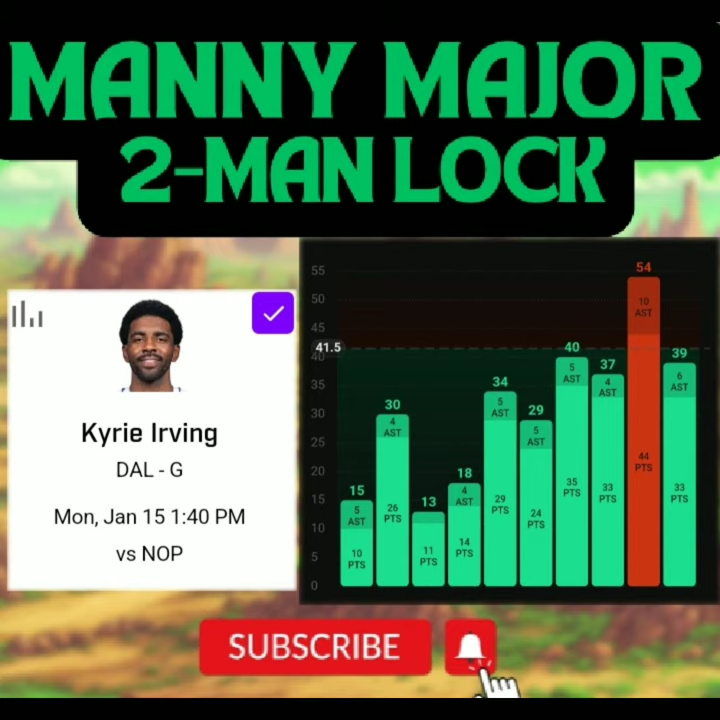 MANNY MAJOR
2-MAN LOCK
Kyrie Irving
DAL - G
Mon, Jan 15 1:40 PM
vs NOP
55
50
45
41.5
40
35
30
25
20
15
10
5
0
15
5
AST
10
PTS
30
4
AST
26
PTS
13
11
PTS
18
4
AST
14
PTS
34
5
AST
29
PTS
29
5
AST
24
PTS
40
5
AST
35
PTS
37
4
AST
33
PTS
54
10
AST
44
PTS
39
6
AST
33
PTS
SUBSCRIBE